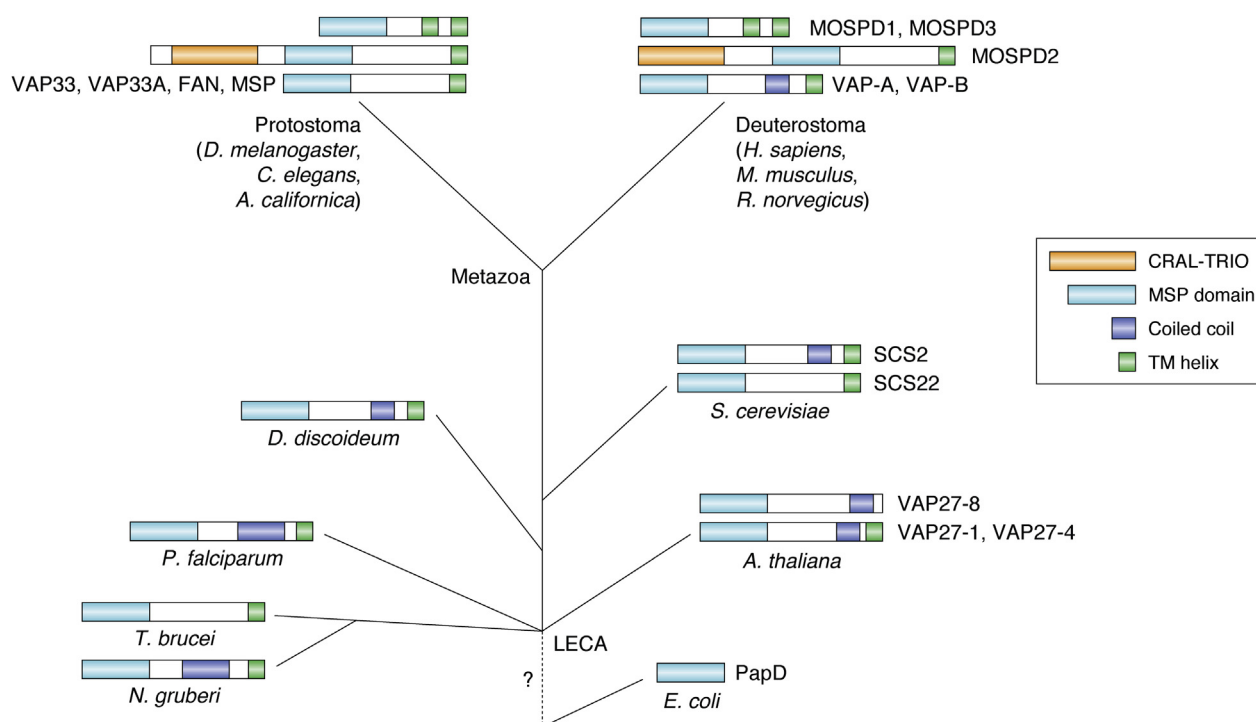 MOSPD1, MOSPD3
MOSPD2
VAP33, VAP33A, FAN, MSP
VAP-A, VAP-B
Protostoma
(D. melanogaster,
C. elegans,
A. californica)
Deuterostoma
(H. sapiens,
M. musculus,
R. norvegicus)
Metazoa
CRAL-TRIO
MSP domain
Coiled coil
TM helix
SCS2
SCS22
S. cerevisiae
D. discoideum
VAP27-8
VAP27-1, VAP27-4
A. thaliana
P. falciparum
T. brucei
LECA
N. gruberi
?
PapD
E. coli